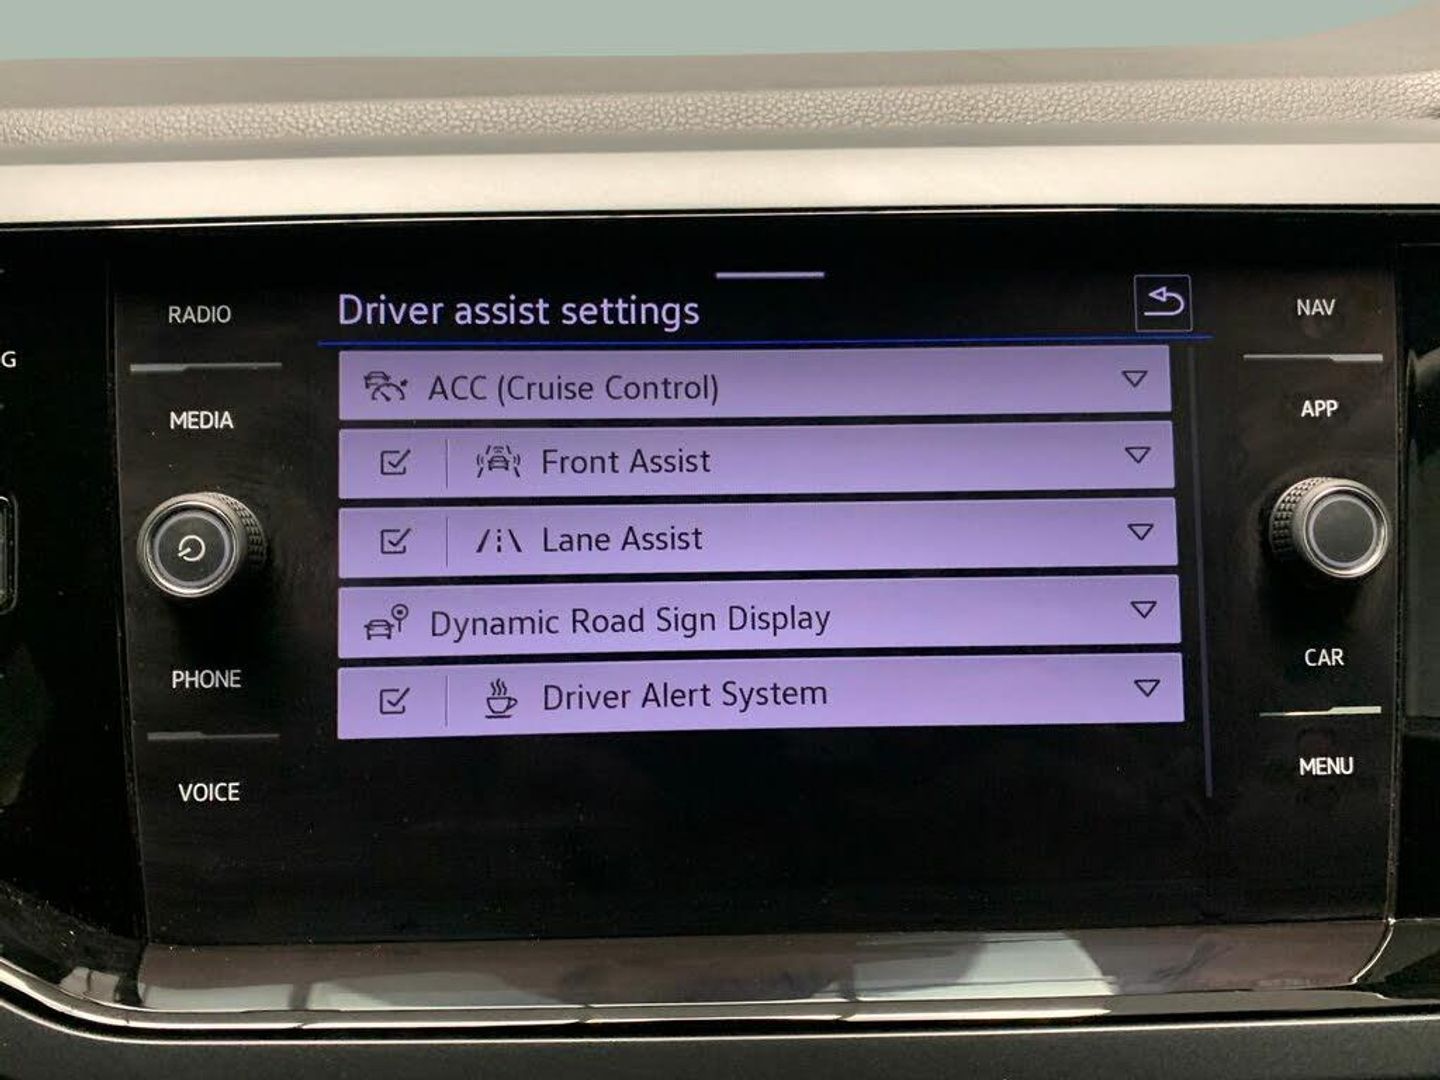 G
RADIO
MEDIA
PHONE
VOICE
Driver assist settings
ACC (Cruise Control)
Front Assist
Lane Assist
Dynamic Road Sign Display
Driver Alert System
NAV
APP
CAR
MENU